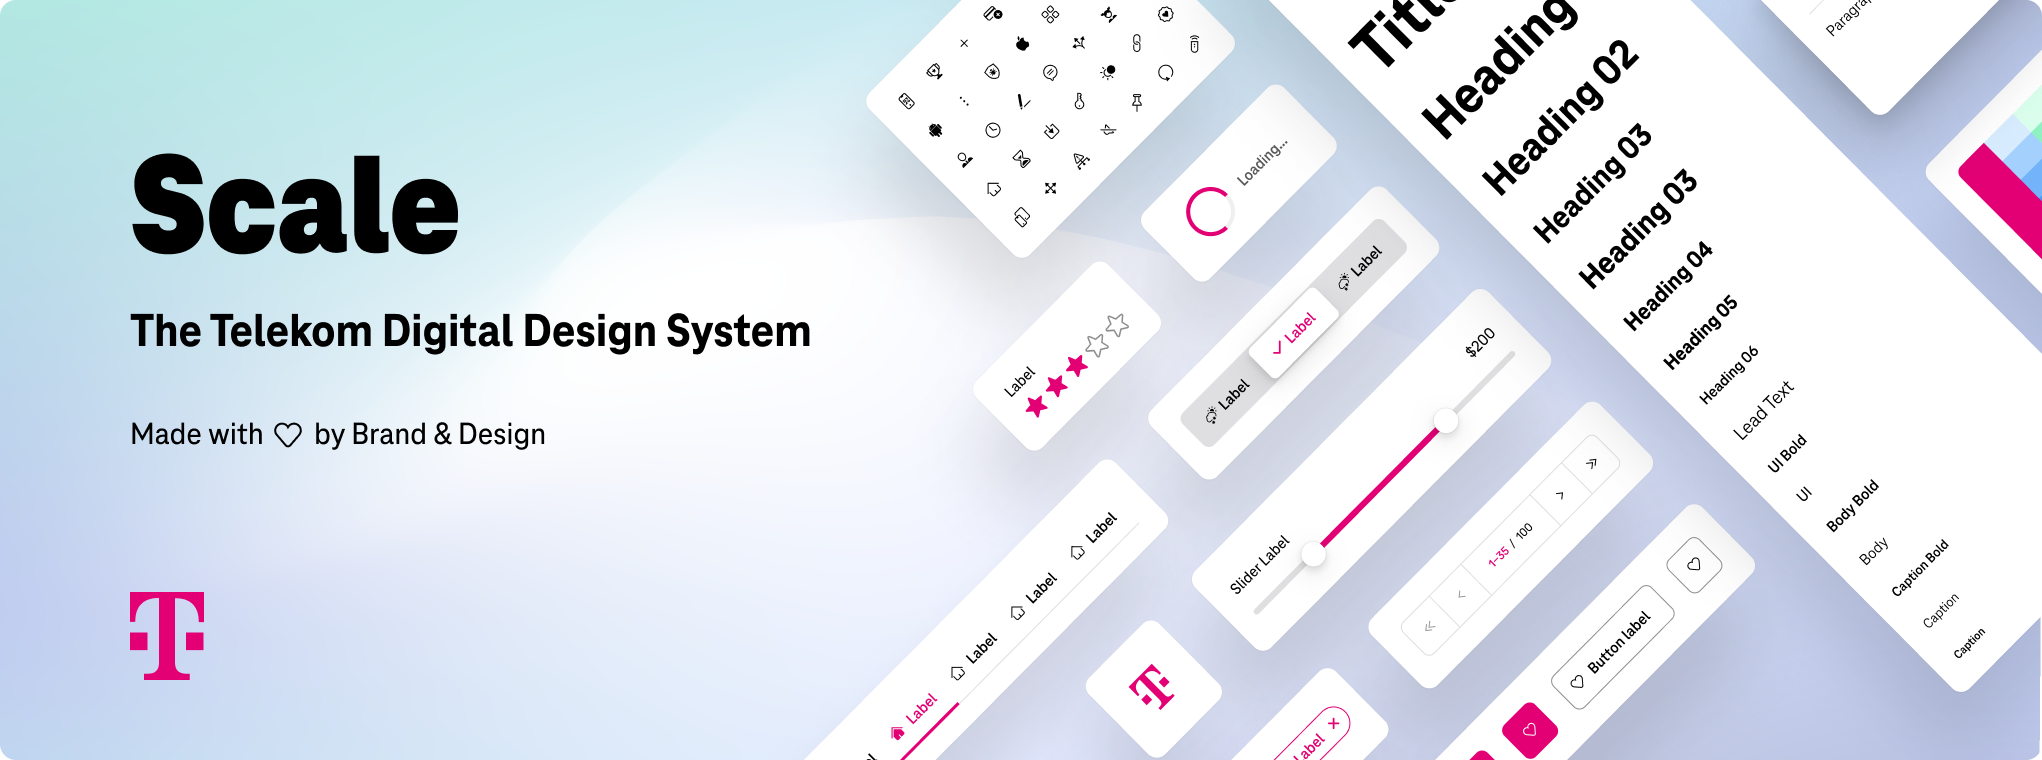 Scale
The Telekom Digital Design System
Made with ♡ by Brand & Design
T
Loading...
Label
Label
Label
Label
$200
Slider Label
1–35 / 100
Label
Label
Label
Label
T
Label ×
Button label
Heading
Heading 02
Heading 03
Heading 03
Heading 04
Heading 05
Heading 06
Lead Text
UI Bold
UI
Body Bold
Body
Caption Bold
Caption
Caption